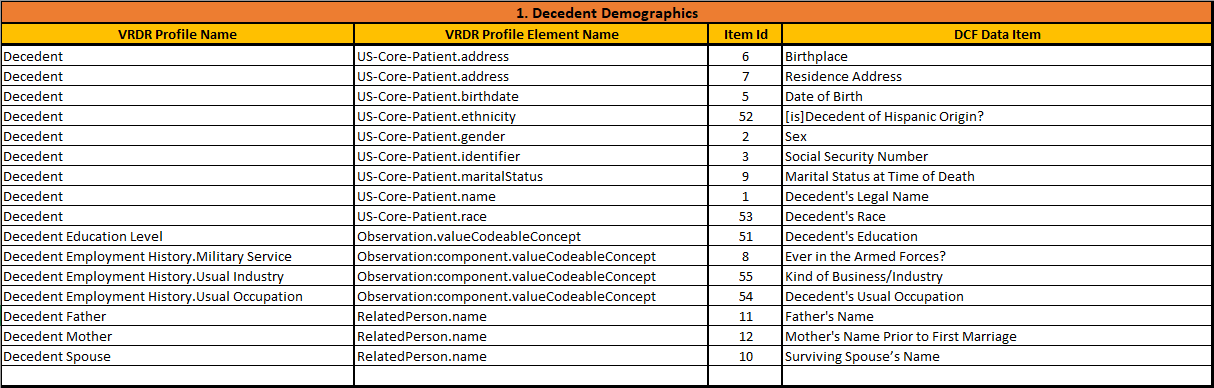 1. Decedent Demographics
VRDR Profile Name VRDR Profile Element Name Item Id DCF Data Item
Decedent US-Core-Patient.address 6 Birthplace
Decedent US-Core-Patient.address 7 Residence Address
Decedent US-Core-Patient.birthdate 5 Date of Birth
Decedent US-Core-Patient.ethnicity 52 [is]Decedent of Hispanic Origin?
Decedent US-Core-Patient.gender 2 Sex
Decedent US-Core-Patient.identifier 3 Social Security Number
Decedent US-Core-Patient.maritalStatus 9 Marital Status at Time of Death
Decedent US-Core-Patient.name 1 Decedent's Legal Name
Decedent US-Core-Patient.race 53 Decedent's Race
Decedent Education Level Observation.valueCodeableConcept 51 Decedent's Education
Decedent Employment History.Military Service Observation:component.valueCodeableConcept 8 Ever in the Armed Forces?
Decedent Employment History.Usual Industry Observation:component.valueCodeableConcept 55 Kind of Business/Industry
Decedent Employment History.Usual Occupation Observation:component.valueCodeableConcept 54 Decedent's Usual Occupation
Decedent Father RelatedPerson.name 11 Father's Name
Decedent Mother RelatedPerson.name 12 Mother's Name Prior to First Marriage
Decedent Spouse RelatedPerson.name 10 Surviving Spouse’s Name